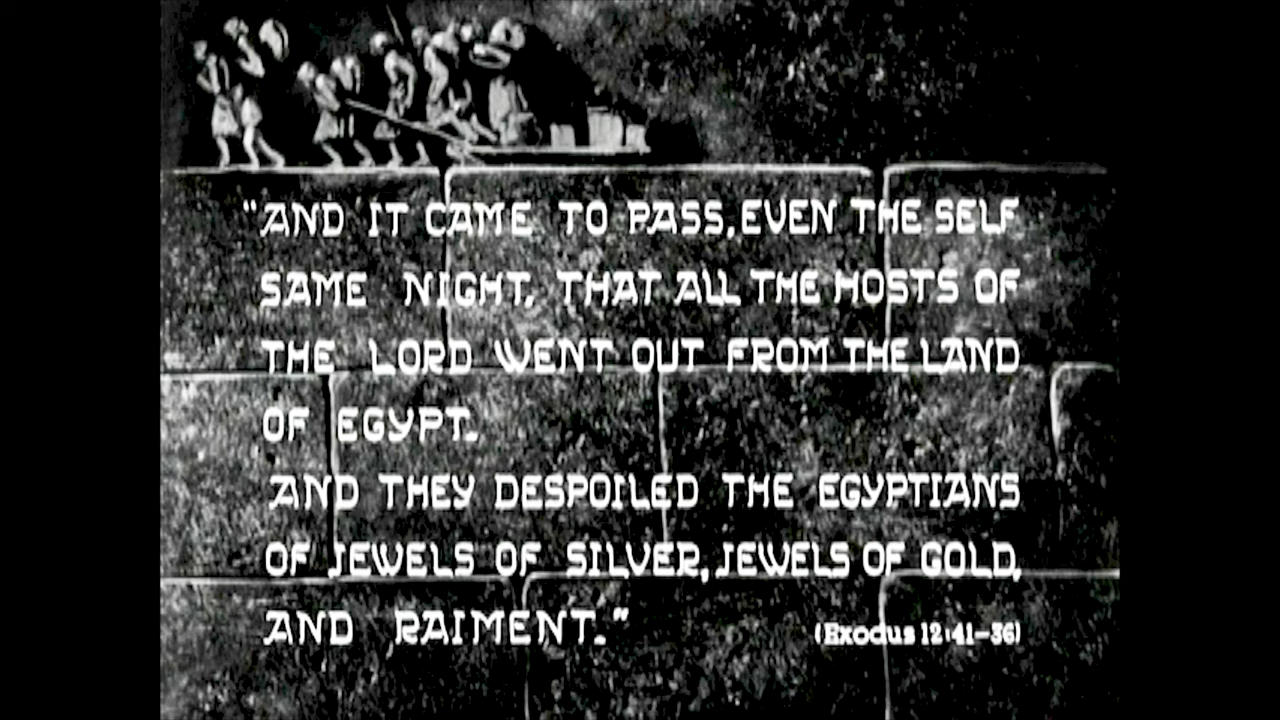 "AND IT CAME TO PASS, EVEN THE SELF
SAME NIGHT, THAT ALL THE HOSTS OF
THE LORD WENT OUT FROM THE LAND
OF EGYPT.
AND THEY DESPOILED THE EGYPTIANS
OF JEWELS OF SILVER, JEWELS OF GOLD,
AND RAIMENT."
(Exodus 12:41-36)